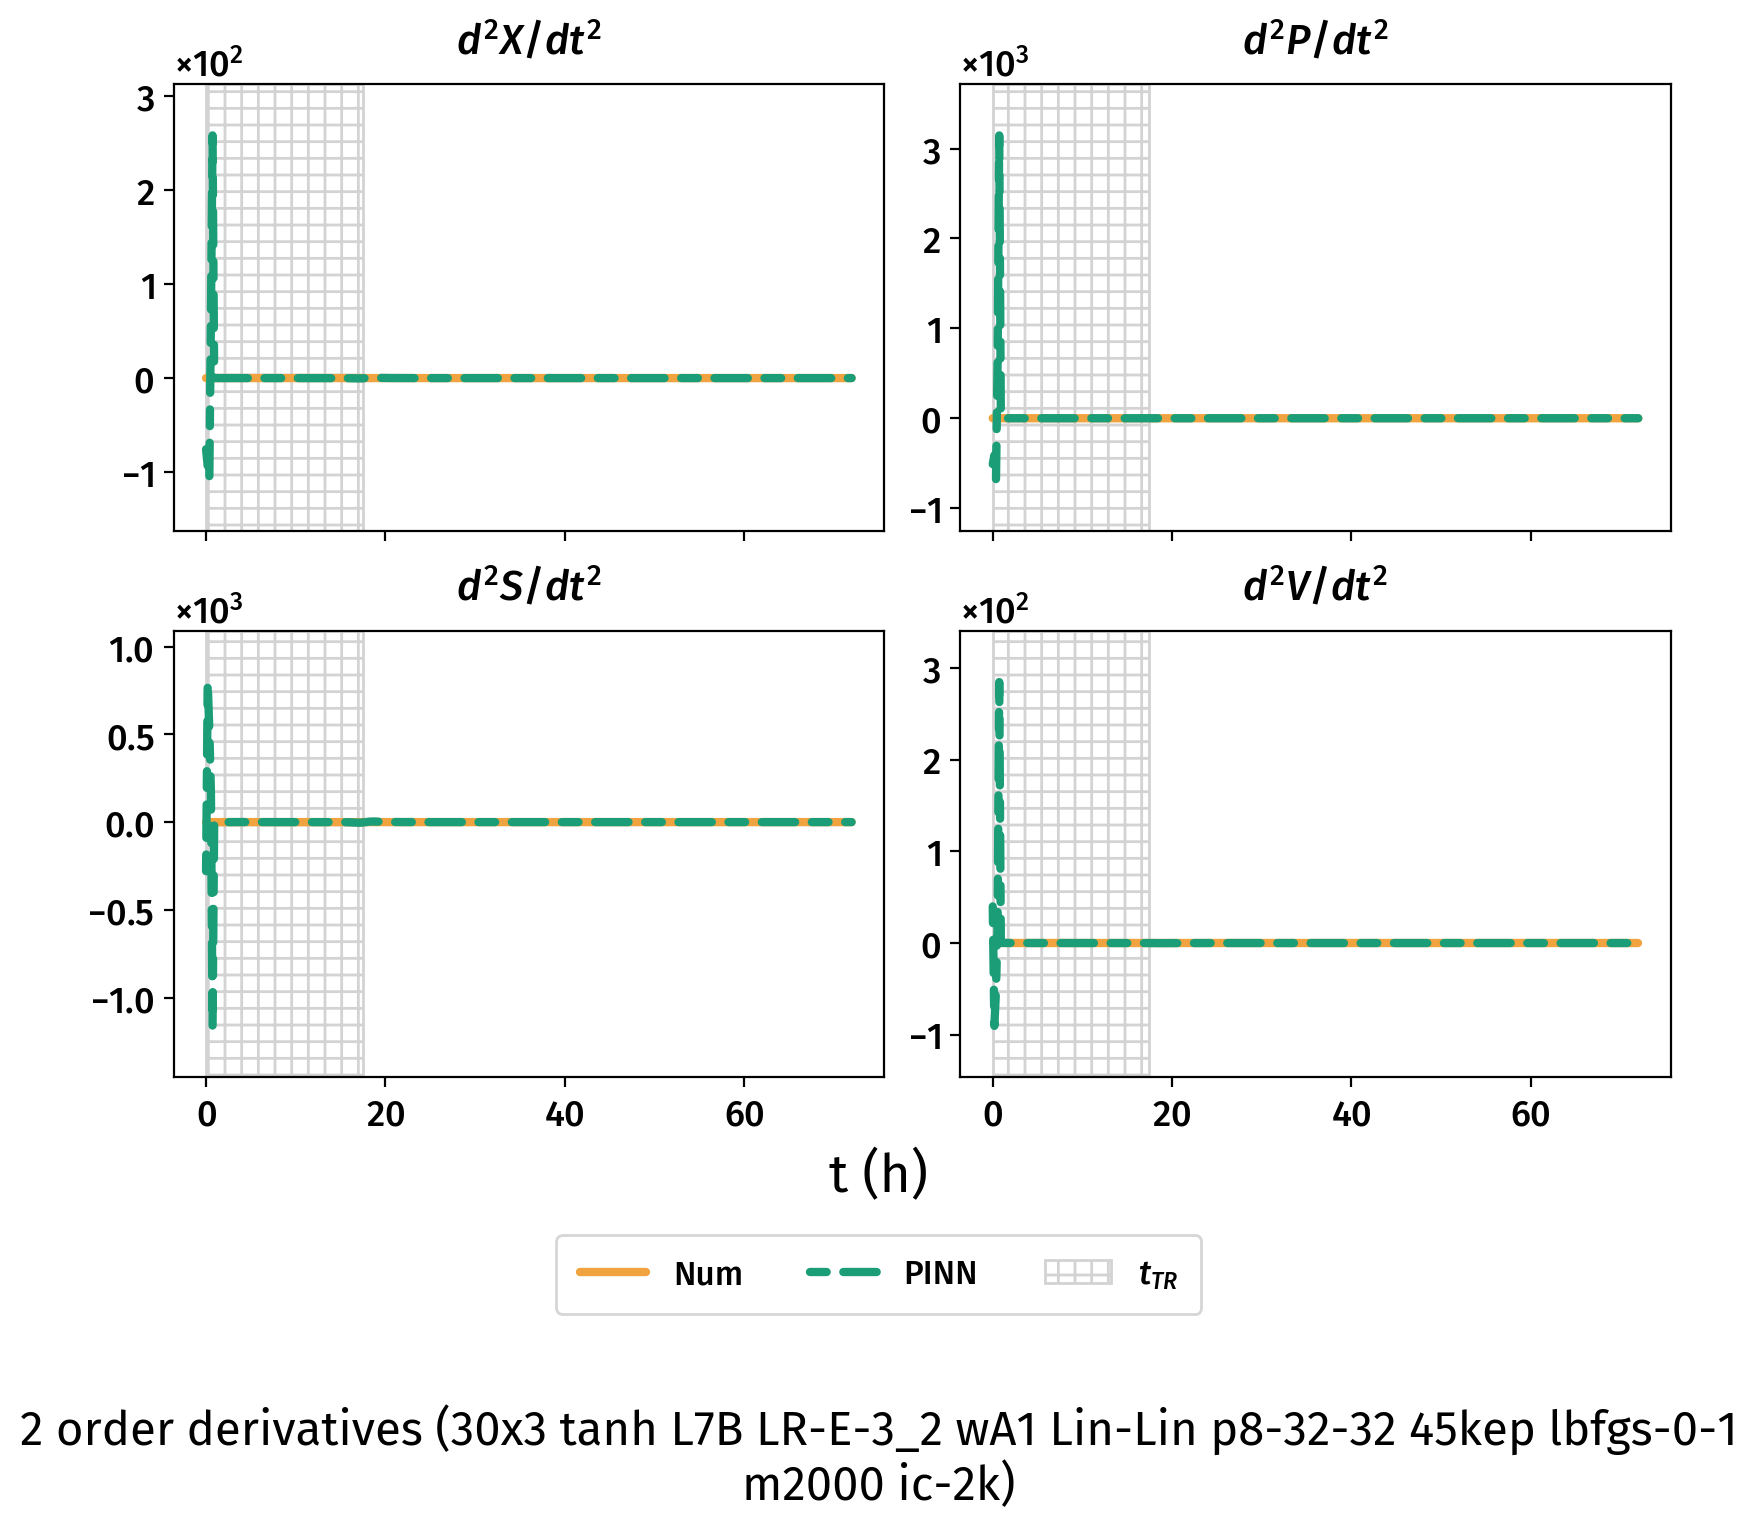 d²X/dt²
×10²
3
2
1
0
−1
d²P/dt²
×10³
3
2
1
0
−1
d²S/dt²
×10³
1.0
0.5
0.0
−0.5
−1.0
0 20 40 60
d²V/dt²
×10²
3
2
1
0
−1
0 20 40 60
t (h)
Num PINN t_TR
2 order derivatives (30x3 tanh L7B LR-E-3_2 wA1 Lin-Lin p8-32-32 45kep lbfgs-0-1
m2000 ic-2k)